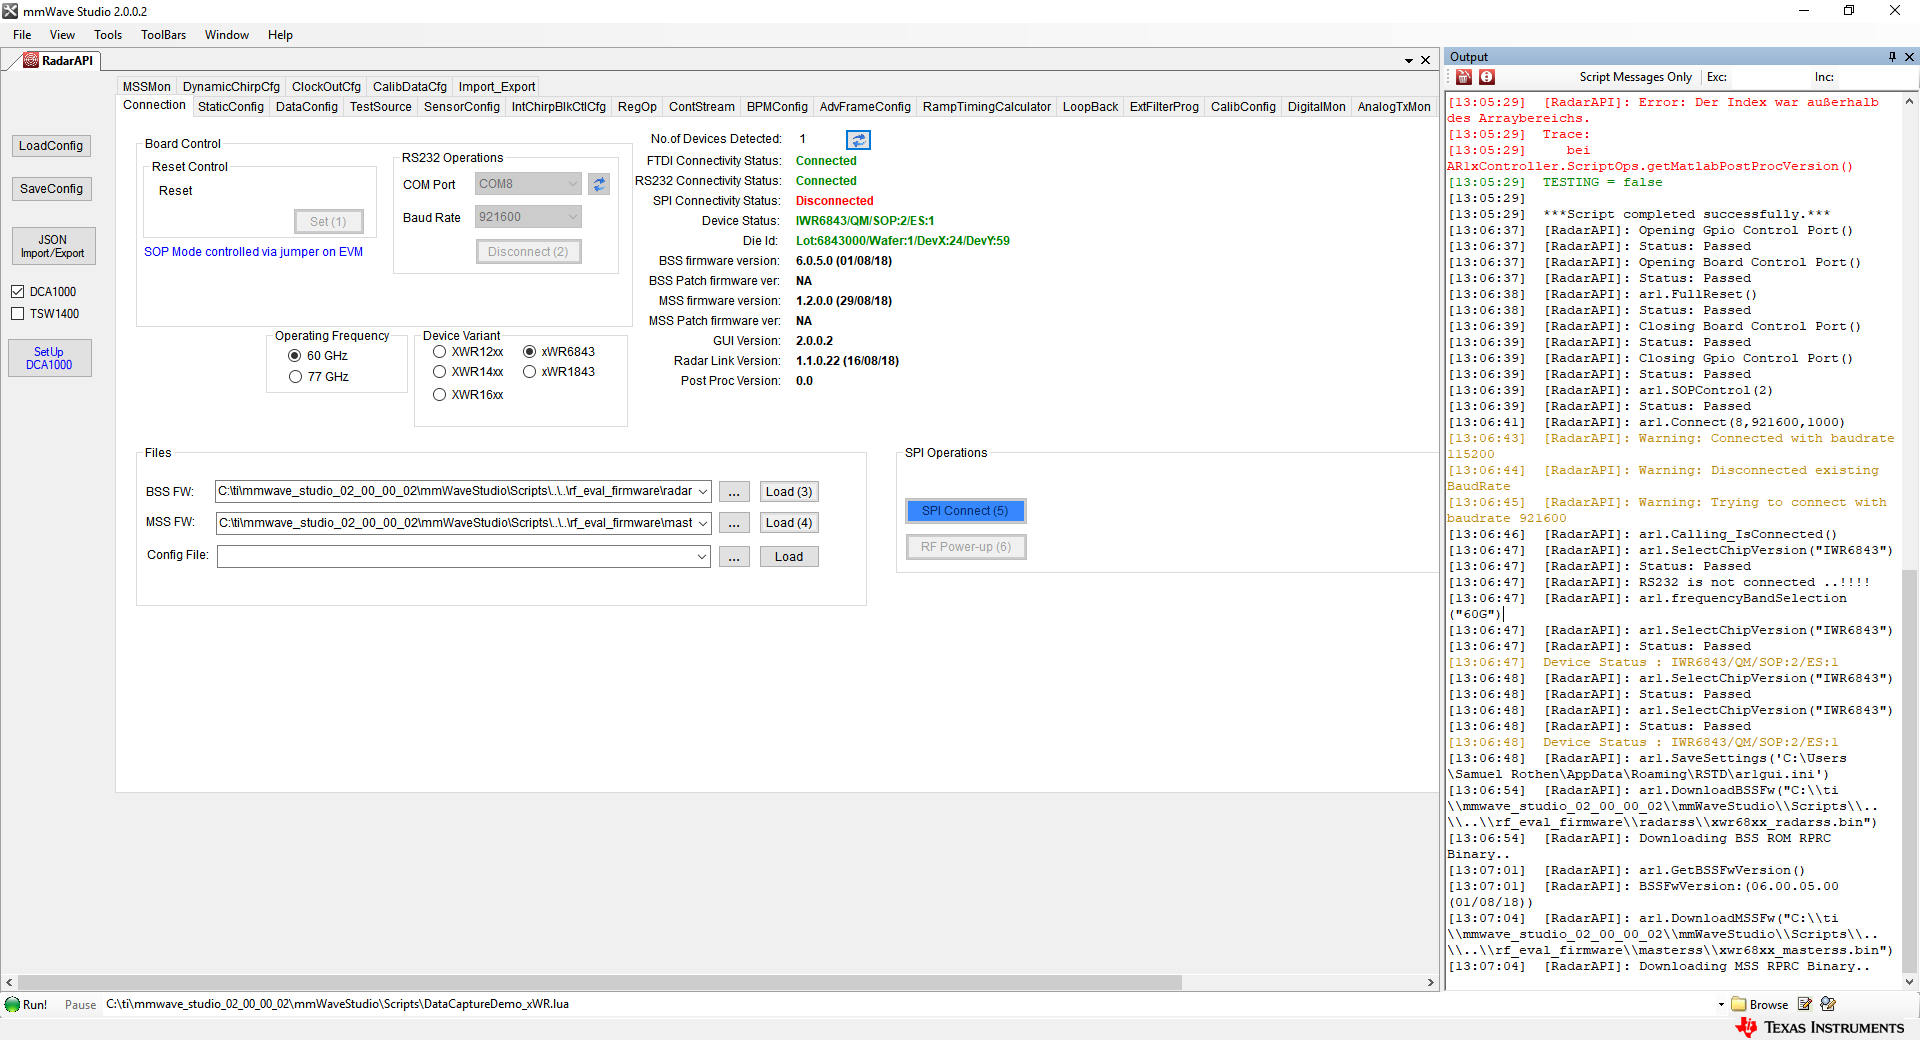 mmWave Studio 2.0.0.2
File View Tools ToolBars Window Help
RadarAPI
MSSMon DynamicChirpCfg ClockOutCfg CalibDataCfg Import_Export
Connection StaticConfig DataConfig TestSource SensorConfig IntChirpBlkCtlCfg RegOp ContStream BPMConfig AdvFrameConfig RampTimingCalculator LoopBack ExtFilterProg CalibConfig DigitalMon AnalogTxMon
LoadConfig
SaveConfig
JSON
Import/Export
DCA1000
TSW1400
SetUp
DCA1000
Board Control
Reset Control
Reset
Set (1)
SOP Mode controlled via jumper on EVM
RS232 Operations
COM Port COM8
Baud Rate 921600
Disconnect (2)
Operating Frequency
60 GHz
77 GHz
Device Variant
XWR12xx xWR6843
XWR14xx xWR1843
XWR16xx
No.of Devices Detected: 1
FTDI Connectivity Status: Connected
RS232 Connectivity Status: Connected
SPI Connectivity Status: Disconnected
Device Status: IWR6843/QM/SOP:2/ES:1
Die Id: Lot:6843000/Wafer:1/DevX:24/DevY:59
BSS firmware version: 6.0.5.0 (01/08/18)
BSS Patch firmware ver: NA
MSS firmware version: 1.2.0.0 (29/08/18)
MSS Patch firmware ver: NA
GUI Version: 2.0.0.2
Radar Link Version: 1.1.0.22 (16/08/18)
Post Proc Version: 0.0
Files
BSS FW: C:\ti\mmwave_studio_02_00_00_02\mmWaveStudio\Scripts\..\..\rf_eval_firmware\radar ... Load (3)
MSS FW: C:\ti\mmwave_studio_02_00_00_02\mmWaveStudio\Scripts\..\..\rf_eval_firmware\mast ... Load (4)
Config File: ... Load
SPI Operations
SPI Connect (5)
RF Power-up (6)
Output
Script Messages Only Exc: Inc:
[13:05:29] [RadarAPI]: Error: Der Index war außerhalb
des Arraybereichs.
[13:05:29] Trace:
[13:05:29] bei
AR1xController.ScriptOps.getMatlabPostProcVersion()
[13:05:29] TESTING = false
[13:05:29]
[13:05:29] ***Script completed successfully.***
[13:06:37] [RadarAPI]: Opening Gpio Control Port()
[13:06:37] [RadarAPI]: Status: Passed
[13:06:37] [RadarAPI]: Opening Board Control Port()
[13:06:37] [RadarAPI]: Status: Passed
[13:06:38] [RadarAPI]: ar1.FullReset()
[13:06:38] [RadarAPI]: Status: Passed
[13:06:39] [RadarAPI]: Closing Board Control Port()
[13:06:39] [RadarAPI]: Status: Passed
[13:06:39] [RadarAPI]: Closing Gpio Control Port()
[13:06:39] [RadarAPI]: Status: Passed
[13:06:39] [RadarAPI]: ar1.SOPControl(2)
[13:06:39] [RadarAPI]: Status: Passed
[13:06:41] [RadarAPI]: ar1.Connect(8,921600,1000)
[13:06:43] [RadarAPI]: Warning: Connected with baudrate
115200
[13:06:44] [RadarAPI]: Warning: Disconnected existing
BaudRate
[13:06:45] [RadarAPI]: Warning: Trying to connect with
baudrate 921600
[13:06:46] [RadarAPI]: ar1.Calling_IsConnected()
[13:06:47] [RadarAPI]: ar1.SelectChipVersion("IWR6843")
[13:06:47] [RadarAPI]: Status: Passed
[13:06:47] [RadarAPI]: RS232 is not connected ..!!!!
[13:06:47] [RadarAPI]: ar1.frequencyBandSelection
("60G")
[13:06:47] [RadarAPI]: ar1.SelectChipVersion("IWR6843")
[13:06:47] [RadarAPI]: Status: Passed
[13:06:47] Device Status : IWR6843/QM/SOP:2/ES:1
[13:06:48] [RadarAPI]: ar1.SelectChipVersion("IWR6843")
[13:06:48] [RadarAPI]: Status: Passed
[13:06:48] [RadarAPI]: ar1.SelectChipVersion("IWR6843")
[13:06:48] [RadarAPI]: Status: Passed
[13:06:48] Device Status : IWR6843/QM/SOP:2/ES:1
[13:06:48] [RadarAPI]: ar1.SaveSettings('C:\Users
\Samuel Rothen\AppData\Roaming\RSTD\ar1gui.ini')
[13:06:54] [RadarAPI]: ar1.DownloadBSSFw("C:\\ti
\\mmwave_studio_02_00_00_02\\mmWaveStudio\\Scripts\\..
\\..\\rf_eval_firmware\\radarss\\xwr68xx_radarss.bin")
[13:06:54] [RadarAPI]: Downloading BSS ROM RPRC
Binary..
[13:07:01] [RadarAPI]: ar1.GetBSSFwVersion()
[13:07:01] [RadarAPI]: BSSFwVersion:(06.00.05.00
(01/08/18))
[13:07:04] [RadarAPI]: ar1.DownloadMSSFw("C:\\ti
\\mmwave_studio_02_00_00_02\\mmWaveStudio\\Scripts\\..
\\..\\rf_eval_firmware\\masterss\\xwr68xx_masterss.bin")
[13:07:04] [RadarAPI]: Downloading MSS RPRC Binary..
Run! Pause C:\ti\mmwave_studio_02_00_00_02\mmWaveStudio\Scripts\DataCaptureDemo_xWR.lua Browse
TEXAS INSTRUMENTS